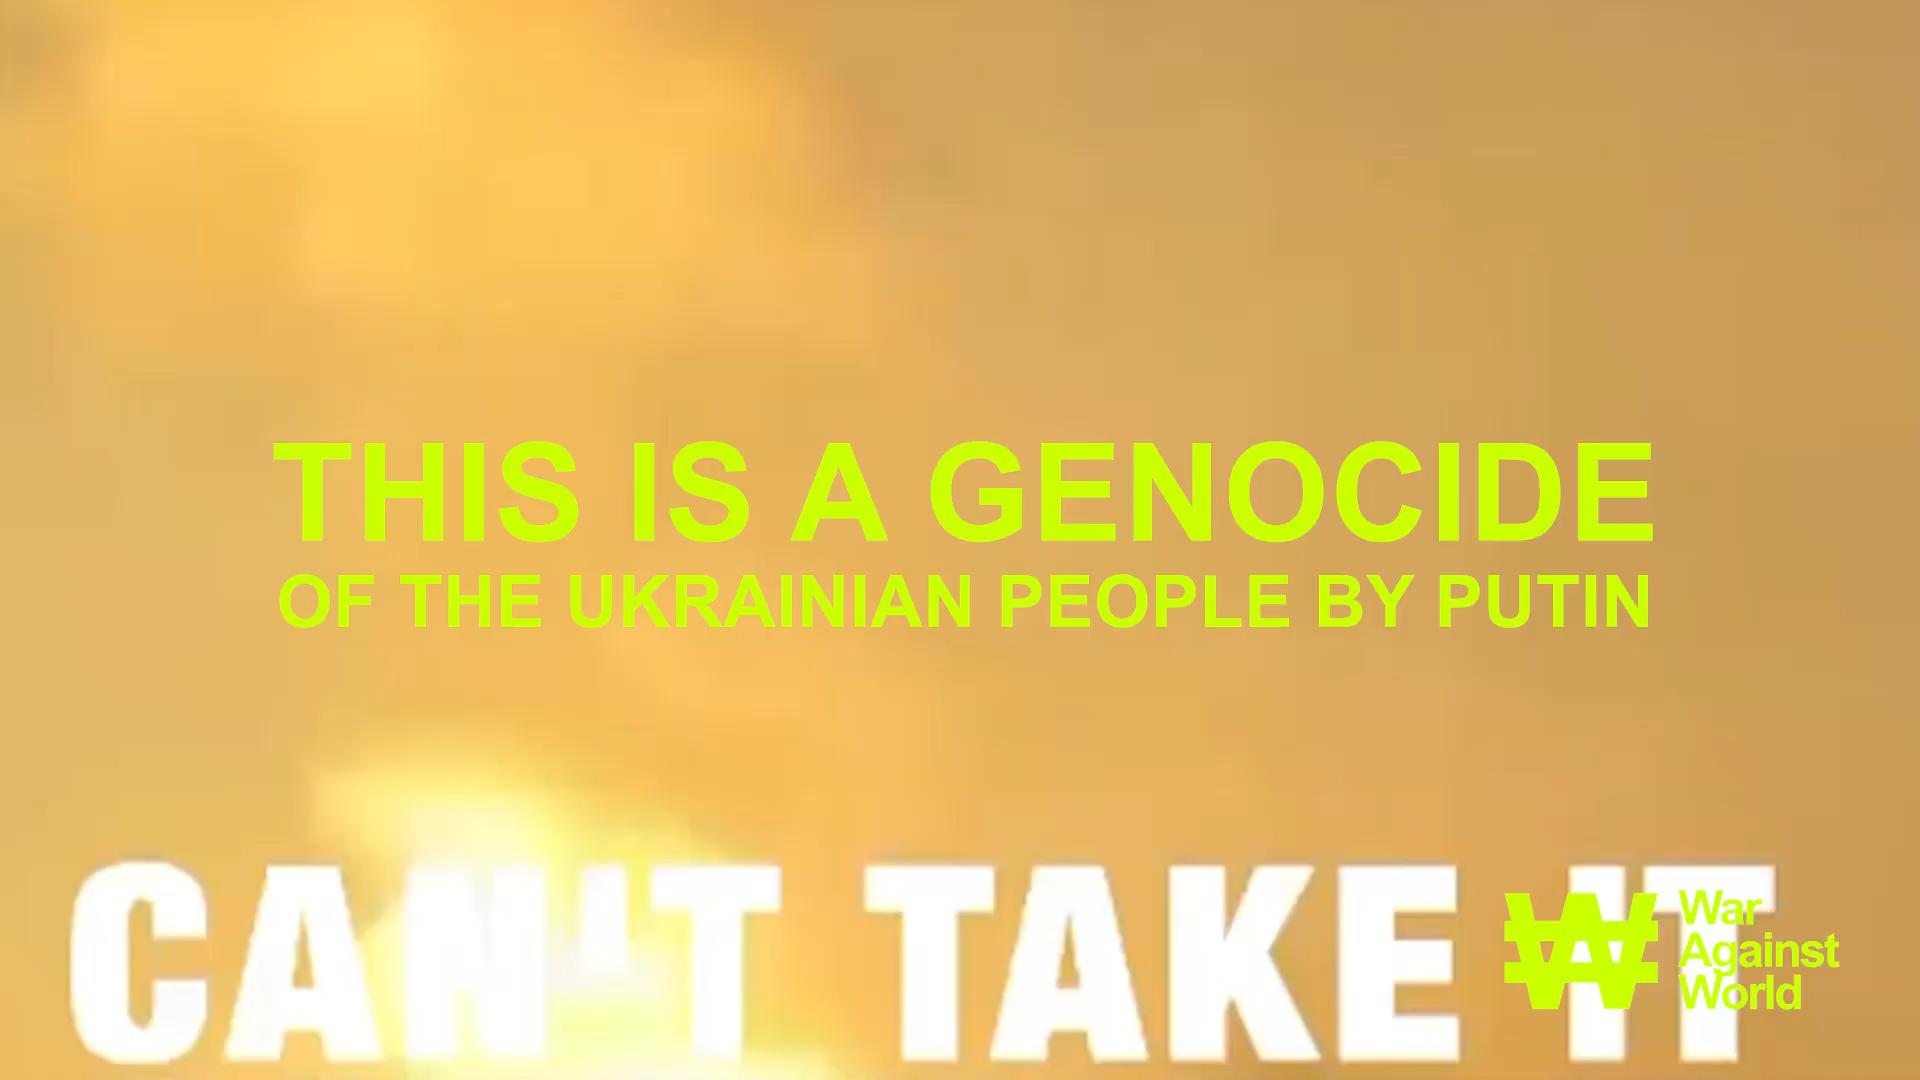 THIS IS A GENOCIDE
OF THE UKRAINIAN PEOPLE BY PUTIN
CAN'T TAKE IT
War
Against
World